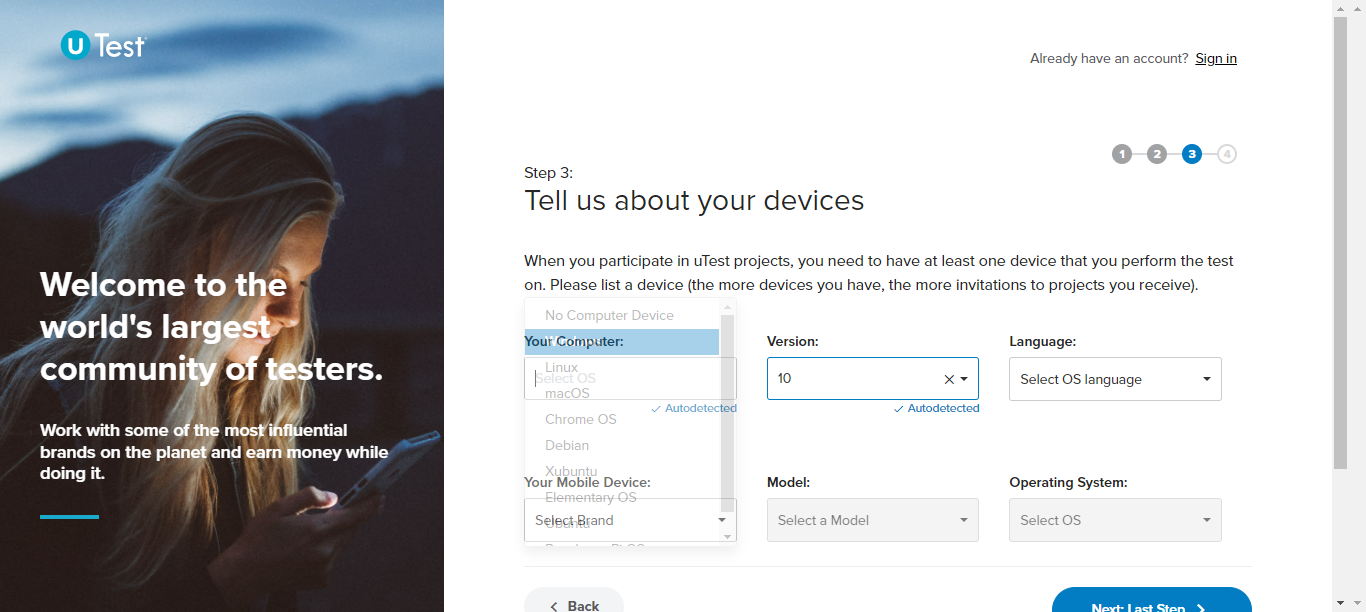 U Test
Already have an account? Sign in
1 2 3 4
Step 3:
Tell us about your devices
Welcome to the
world's largest
community of testers.
Work with some of the most influential
brands on the planet and earn money while
doing it.
When you participate in uTest projects, you need to have at least one device that you perform the test
on. Please list a device (the more devices you have, the more invitations to projects you receive).
No Computer Device
Your Computer:
Version:
Language:
Linux
Select OS
10
Select OS language
macOS
Autodetected
Autodetected
Chrome OS
Debian
Xubuntu
Your Mobile Device:
Model:
Operating System:
Elementary OS
Select Brand
Ubuntu
Select a Model
Select OS
Back
Next: Last Step